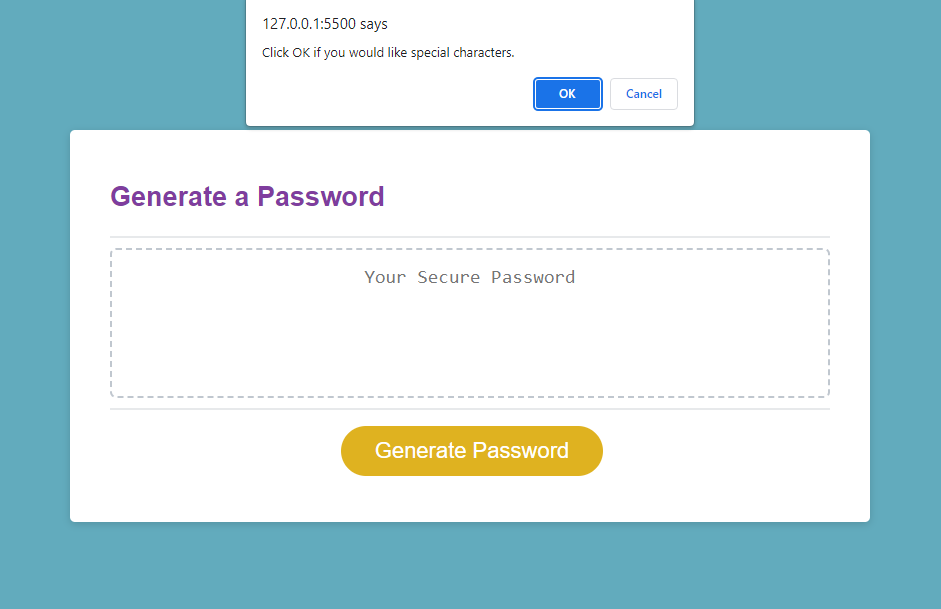 127.0.0.1:5500 says
Click OK if you would like special characters.
OK Cancel
Generate a Password
Your Secure Password
Generate Password